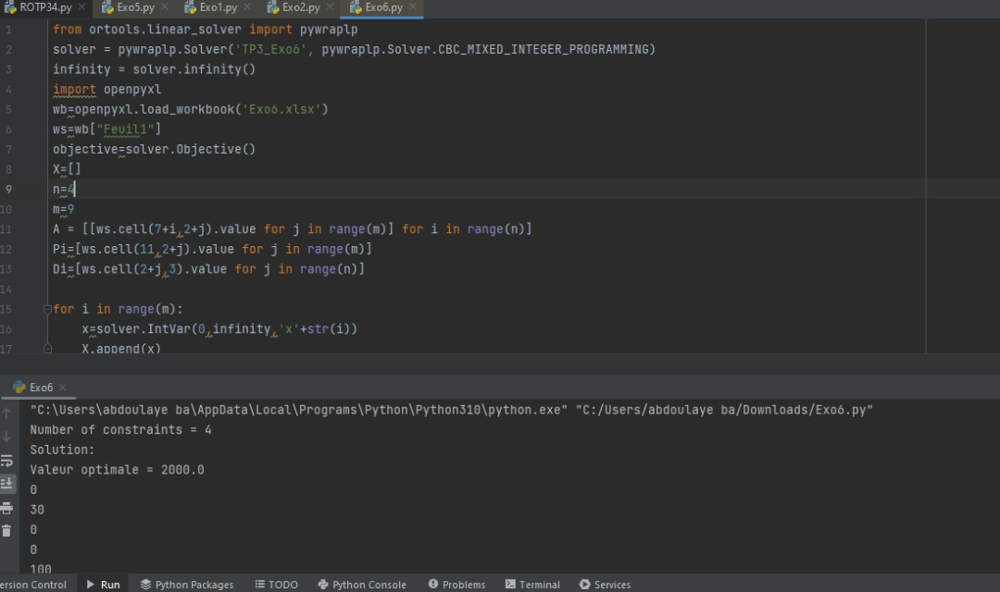 ROTP34.py × Exo5.py × Exo1.py × Exo2.py × Exo6.py ×
1 from ortools.linear_solver import pywraplp
2 solver = pywraplp.Solver('TP3_Exo6', pywraplp.Solver.CBC_MIXED_INTEGER_PROGRAMMING)
3 infinity = solver.infinity()
4 import openpyxl
5 wb=openpyxl.load_workbook('Exo6.xlsx')
6 ws=wb["Feuil1"]
7 objective=solver.Objective()
8 X=[]
9 n=4
10 m=9
11 A = [[ws.cell(7+i,2+j).value for j in range(m)] for i in range(n)]
12 Pi=[ws.cell(11,2+j).value for j in range(m)]
13 Di=[ws.cell(2+j,3).value for j in range(n)]
14
15 for i in range(m):
16 x=solver.IntVar(0,infinity,'x'+str(i))
17 X.append(x)
Exo6 ×
"C:\Users\abdoulaye ba\AppData\Local\Programs\Python\Python310\python.exe" "C:/Users/abdoulaye ba/Downloads/Exo6.py"
Number of constraints = 4
Solution:
Valeur optimale = 2000.0
0
30
0
0
100
ersion Control Run Python Packages TODO Python Console Problems Terminal Services